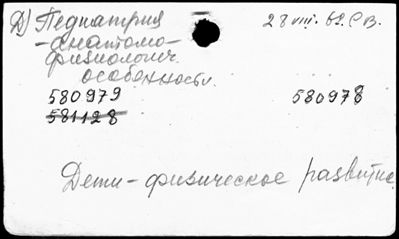 Д) Педиатрия 28 VIII. 62. С В.
- анатомо -
физиологич.
особенности.
580979 580978
581128
Дети - физическое развитие